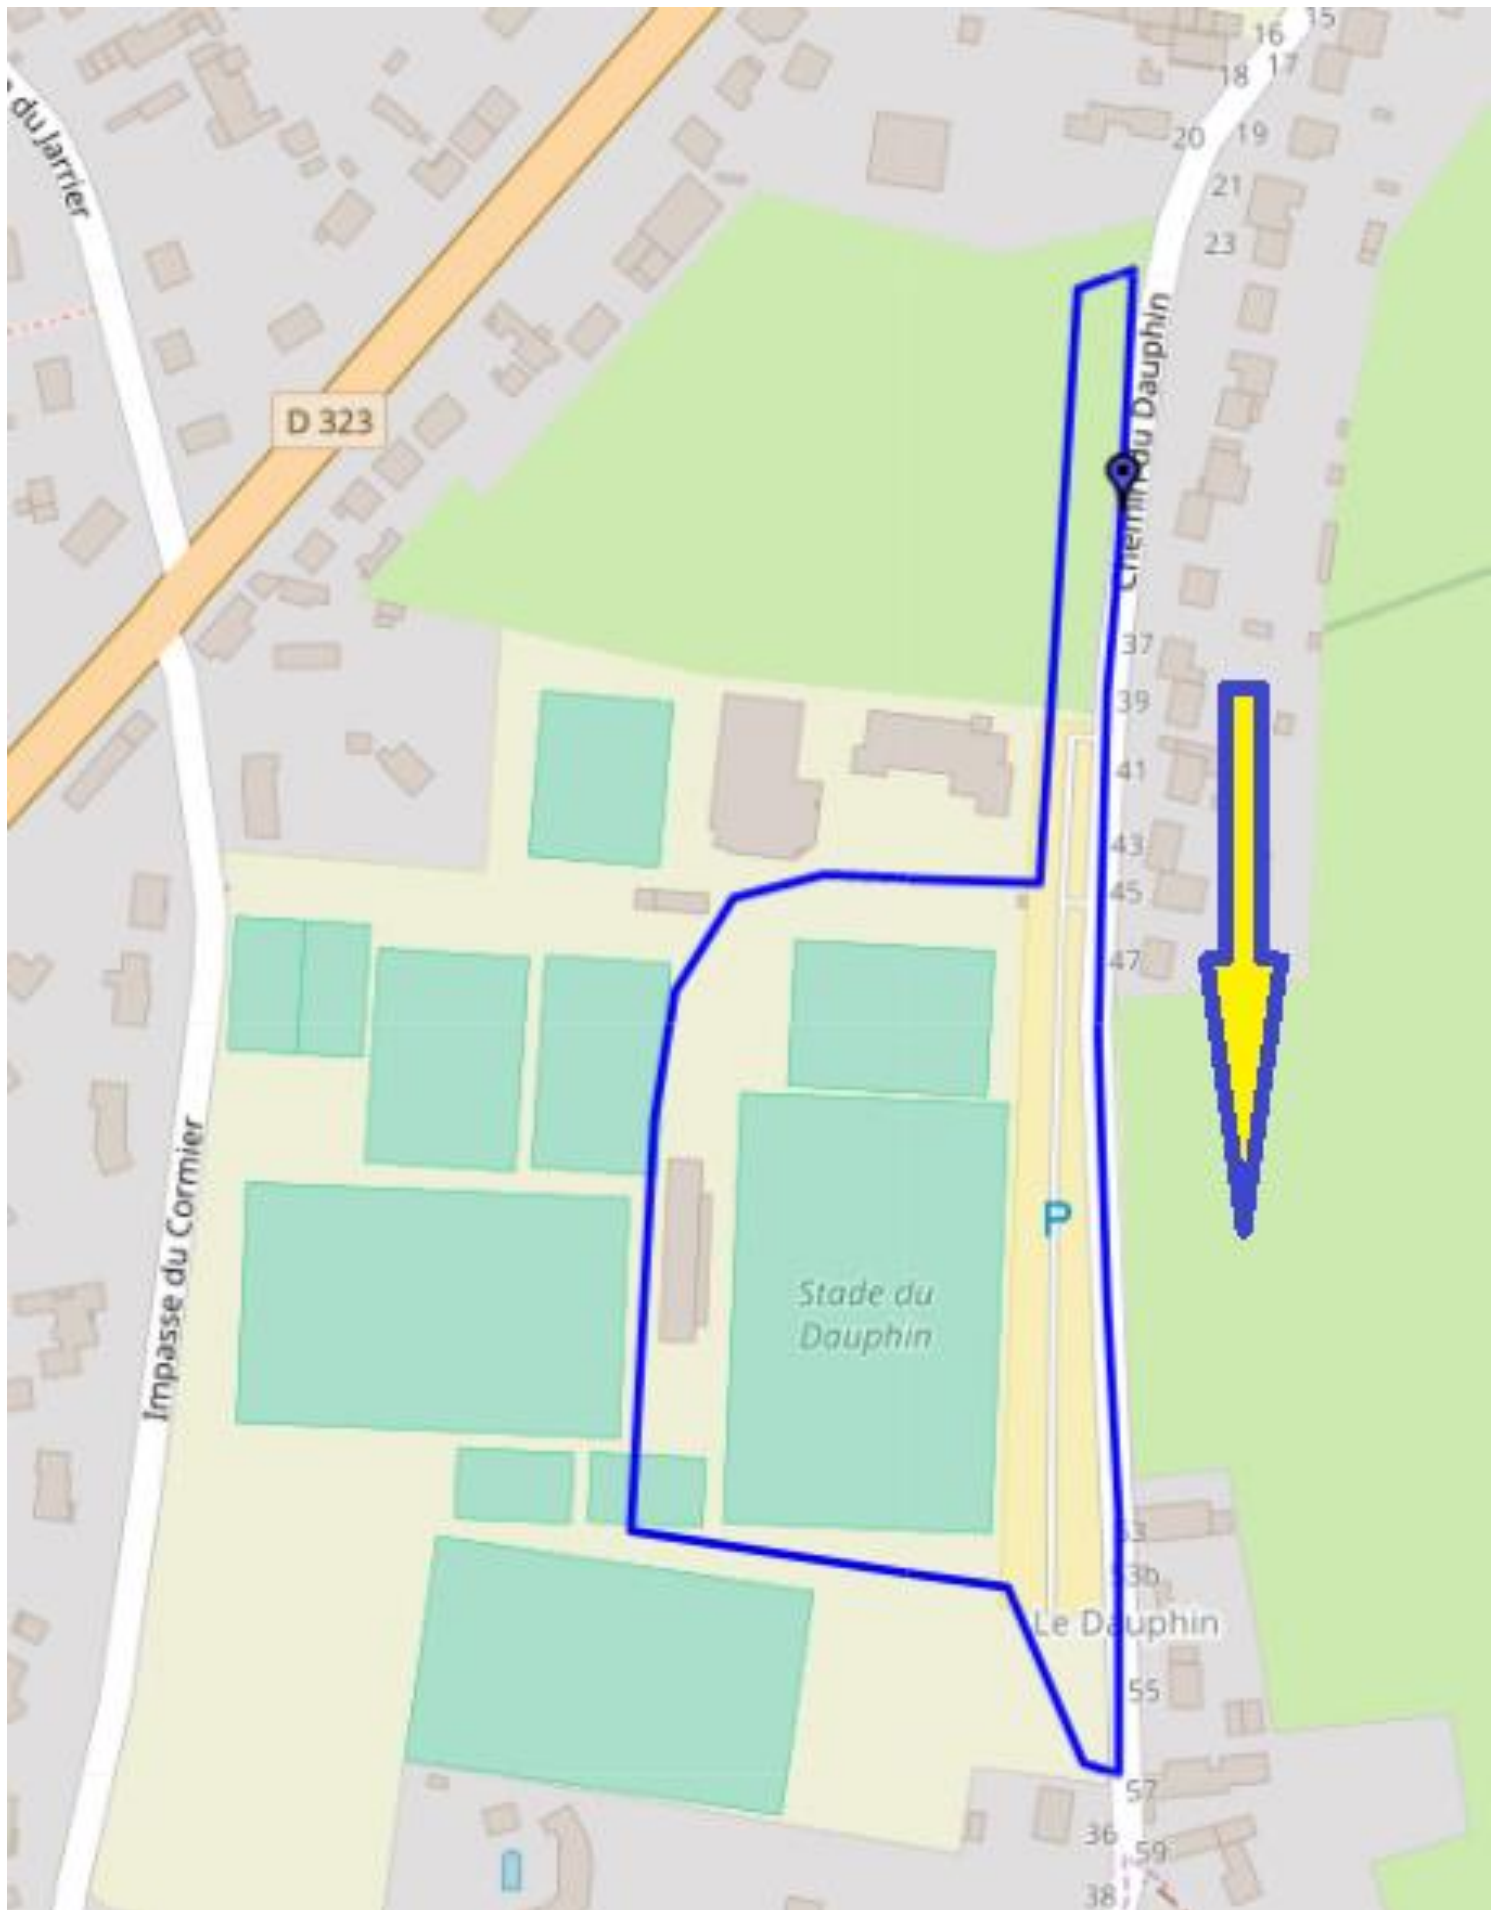 15
16
17
18
du Jarrier
20
19
21
23
Chemin du Dauphin
D 323
37
39
41
43
45
47
P
Impasse du Cormier
Stade du
Dauphin
53
53b
Le Dauphin
55
57
36
59
38